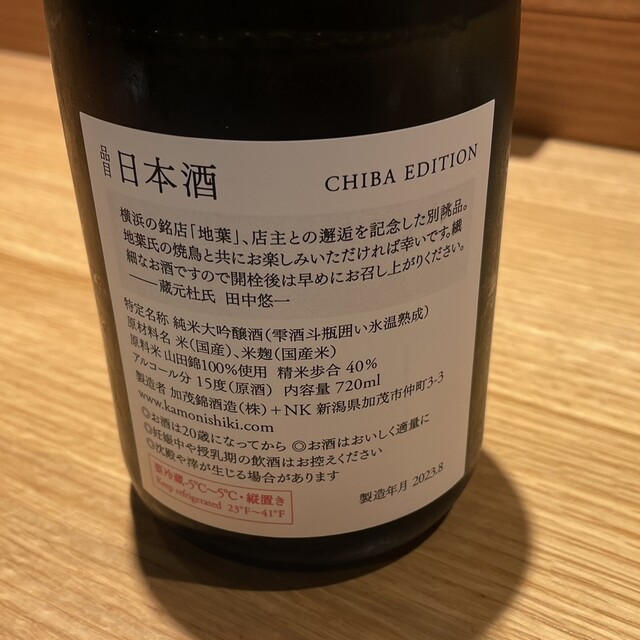 品目 日本酒 CHIBA EDITION
横浜の銘店「地葉」、店主との邂逅を記念した別誂品。
地葉氏の焼鳥と共にお楽しみいただければ幸いです。繊
細なお酒ですので開栓後は早めにお召し上がりください。
──蔵元杜氏 田中悠一
特定名称 純米大吟醸酒（雫酒斗瓶囲い氷温熟成）
原材料名 米（国産）、米麹（国産米）
原料米 山田錦100%使用 精米歩合 40%
アルコール分 15度（原酒） 内容量 720ml
製造者 加茂錦酒造（株）＋NK 新潟県加茂市仲町3-3
www.kamonishiki.com
◎お酒は20歳になってから ◎お酒はおいしく適量に
◎妊娠中や授乳期の飲酒はお控えください
◎沈殿や滓が生じる場合があります
要冷蔵 -5℃〜5℃・縦置き
Keep refrigerated 23°F〜41°F
製造年月 2023.8